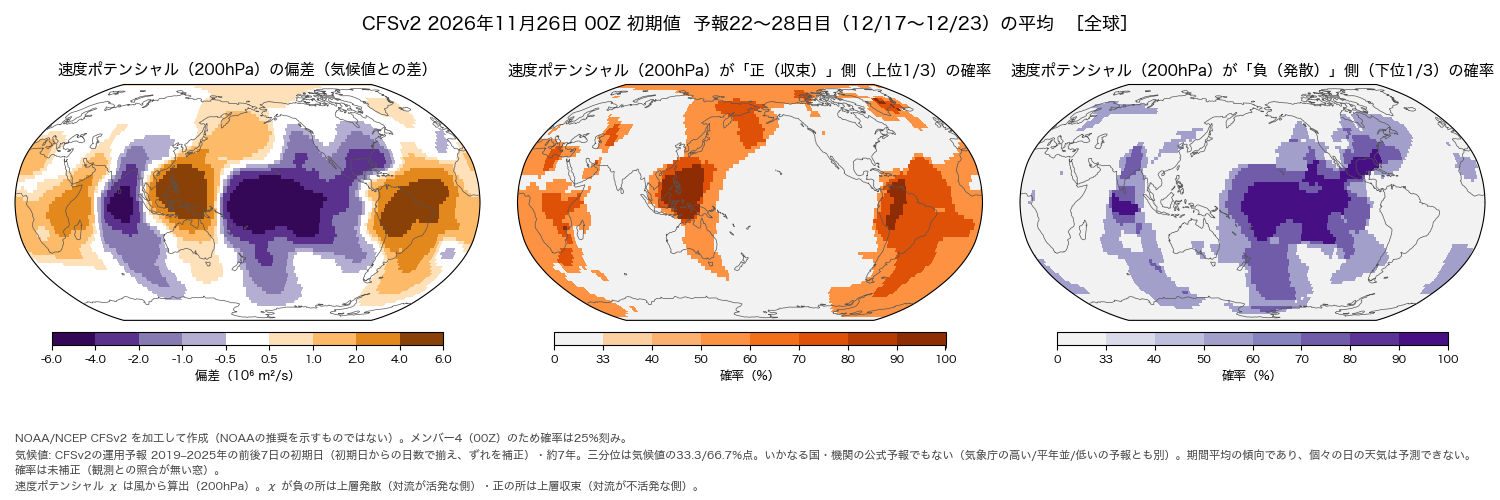 CFSv2 2026年11月26日 00Z 初期値 予報22～28日目（12/17～12/23）の平均 ［全球］
速度ポテンシャル（200hPa）の偏差（気候値との差）
速度ポテンシャル（200hPa）が「正（収束）」側（上位1/3）の確率
速度ポテンシャル（200hPa）が「負（発散）」側（下位1/3）の確率
-6.0 -4.0 -2.0 -1.0 -0.5 0.5 1.0 2.0 4.0 6.0
偏差（10⁶ m²/s）
0 33 40 50 60 70 80 90 100
確率（%）
0 33 40 50 60 70 80 90 100
確率（%）
NOAA/NCEP CFSv2 を加工して作成（NOAAの推奨を示すものではない）。メンバー4（00Z）のため確率は25%刻み。
気候値: CFSv2の運用予報 2019–2025年の前後7日の初期日（初期日からの日数で揃え、ずれを補正）・約7年。三分位は気候値の33.3/66.7%点。いかなる国・機関の公式予報でもない（気象庁の高い/平年並/低いの予報とも別）。期間平均の傾向であり、個々の日の天気は予測できない。
確率は未補正（観測との照合が無い窓）。
速度ポテンシャル χ は風から算出（200hPa）。χ が負の所は上層発散（対流が活発な側）・正の所は上層収束（対流が不活発な側）。